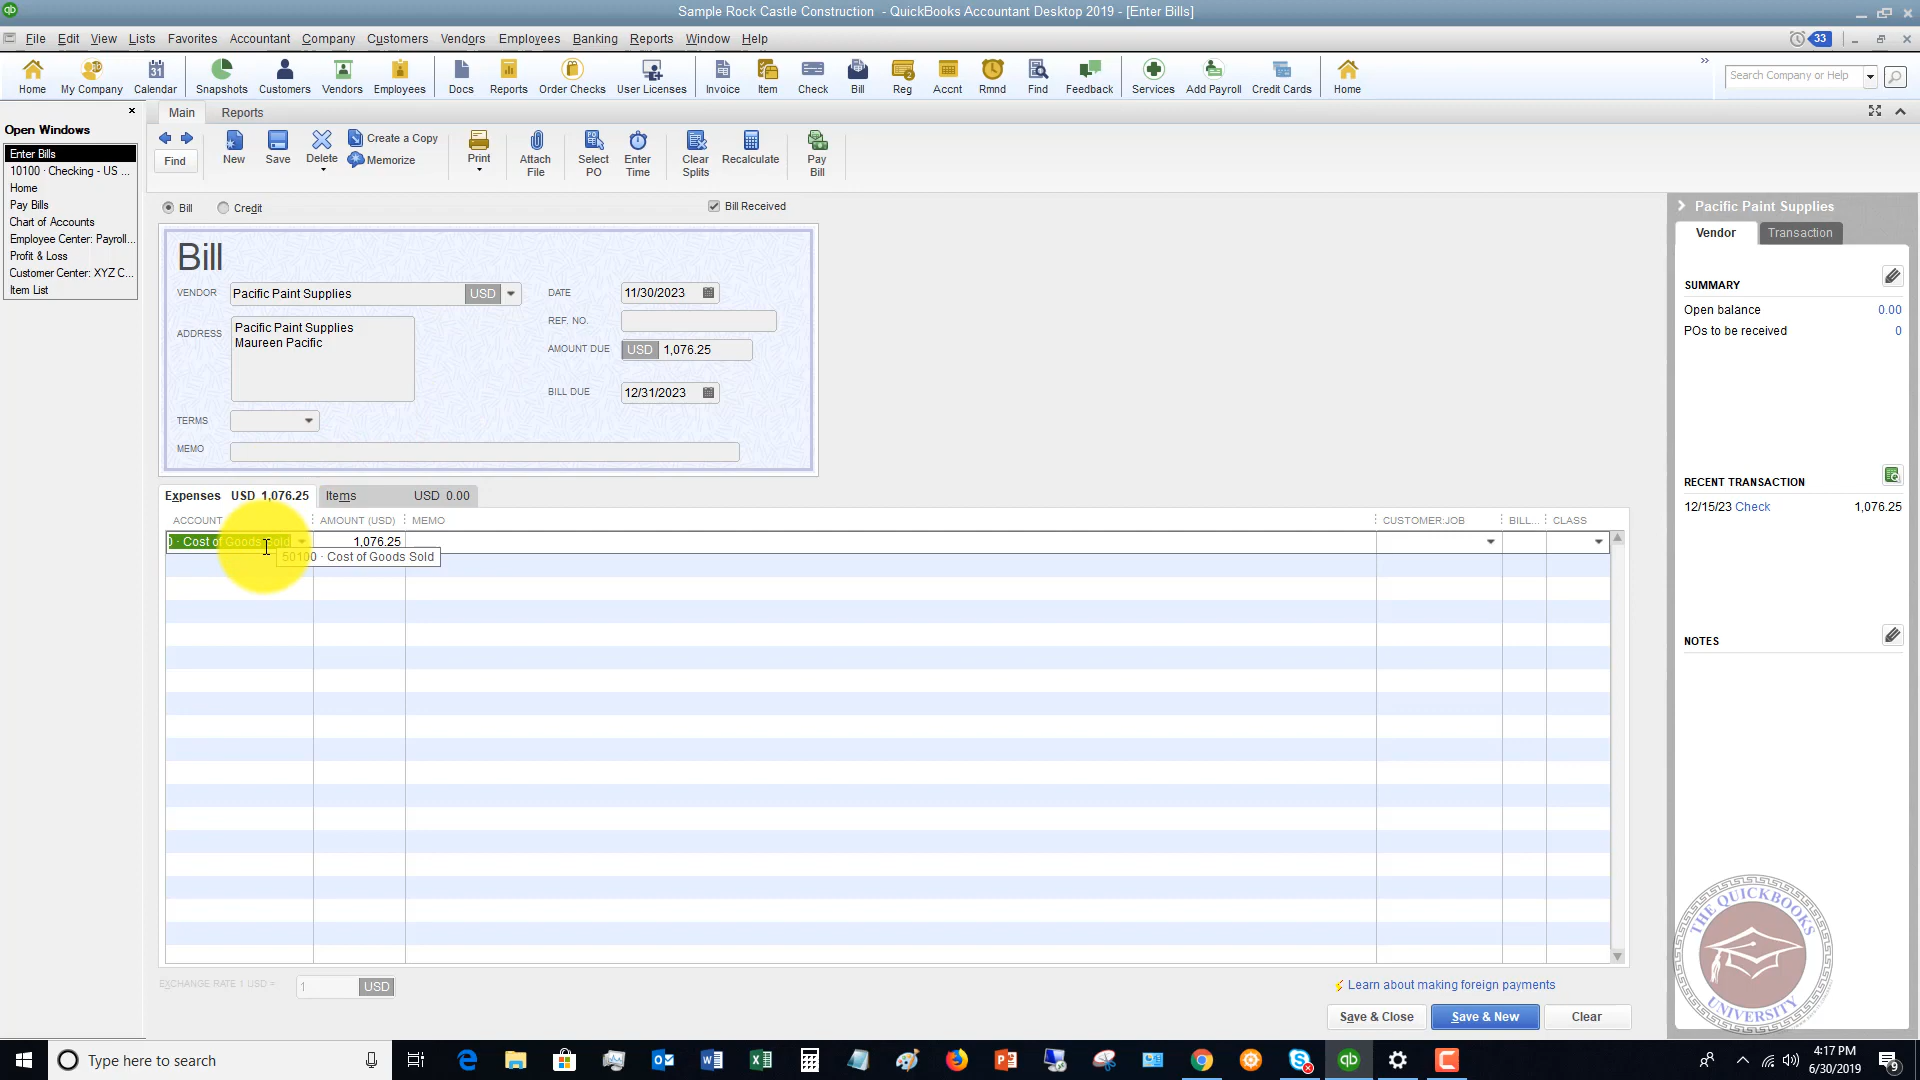 Sample Rock Castle Construction - QuickBooks Accountant Desktop 2019 - [Enter Bills]
File Edit View Lists Favorites Accountant Company Customers Vendors Employees Banking Reports Window Help
33
Home My Company Calendar Snapshots Customers Vendors Employees Docs Reports Order Checks User Licenses Invoice Item Check Bill Reg Accnt Rmnd Find Feedback Services Add Payroll Credit Cards Home
Search Company or Help
Open Windows
Enter Bills
10100 · Checking - US ...
Home
Pay Bills
Chart of Accounts
Employee Center: Payroll...
Profit & Loss
Customer Center: XYZ C...
Item List
Main Reports
Find
New
Save
Delete
Create a Copy
Memorize
Print
Attach File
Select PO
Enter Time
Clear Splits
Recalculate
Pay Bill
Bill Credit Bill Received
Bill
VENDOR Pacific Paint Supplies USD
ADDRESS Pacific Paint Supplies
Maureen Pacific
TERMS
MEMO
DATE 11/30/2023
REF. NO.
AMOUNT DUE USD 1,076.25
BILL DUE 12/31/2023
Expenses USD 1,076.25 Items USD 0.00
ACCOUNT AMOUNT (USD) MEMO CUSTOMER:JOB BILL... CLASS
0 · Cost of Goods Sold 1,076.25
50100 · Cost of Goods Sold
EXCHANGE RATE 1 USD = 1 USD
Learn about making foreign payments
Save & Close Save & New Clear
Pacific Paint Supplies
Vendor Transaction
SUMMARY
Open balance 0.00
POs to be received 0
RECENT TRANSACTION
12/15/23 Check 1,076.25
NOTES
THE QUICKBOOKS UNIVERSITY
Type here to search
4:17 PM
6/30/2019
9